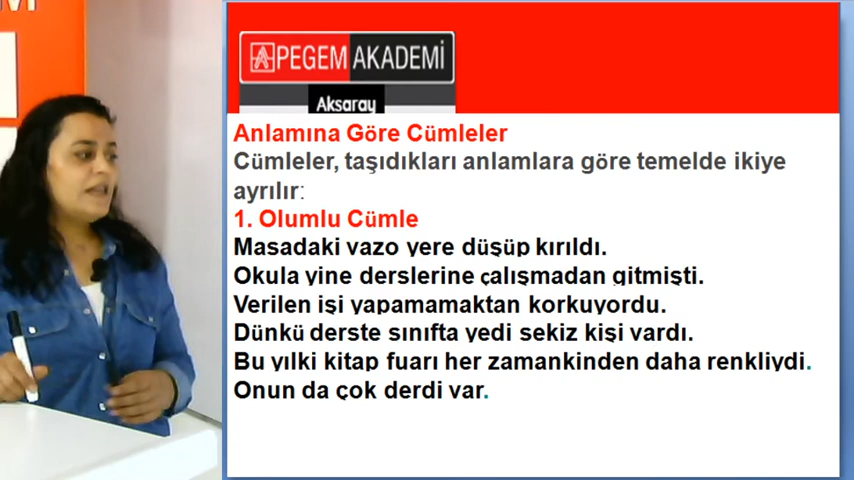 PEGEM AKADEMİ
Aksaray
Anlamına Göre Cümleler
Cümleler, taşıdıkları anlamlara göre temelde ikiye
ayrılır:
1. Olumlu Cümle
Masadaki vazo yere düşüp kırıldı.
Okula yine derslerine çalışmadan gitmişti.
Verilen işi yapamamaktan korkuyordu.
Dünkü derste sınıfta yedi sekiz kişi vardı.
Bu yılki kitap fuarı her zamankinden daha renkliydi.
Onun da çok derdi var.